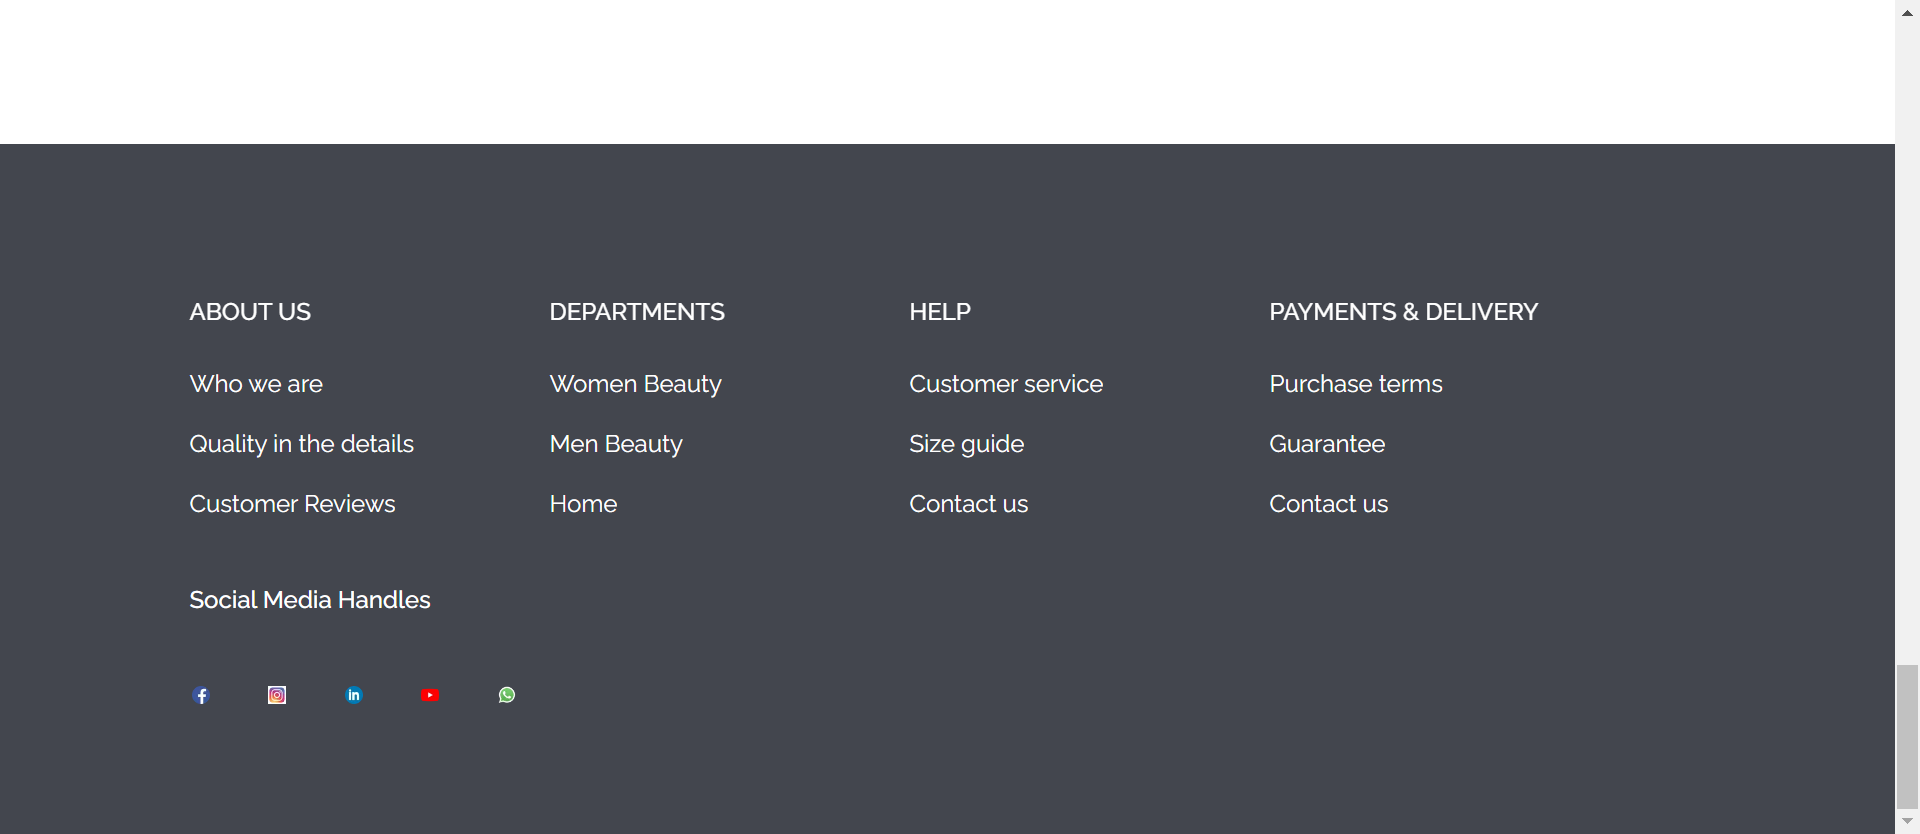 ABOUT US
Who we are
Quality in the details
Customer Reviews
DEPARTMENTS
Women Beauty
Men Beauty
Home
HELP
Customer service
Size guide
Contact us
PAYMENTS & DELIVERY
Purchase terms
Guarantee
Contact us
Social Media Handles
in